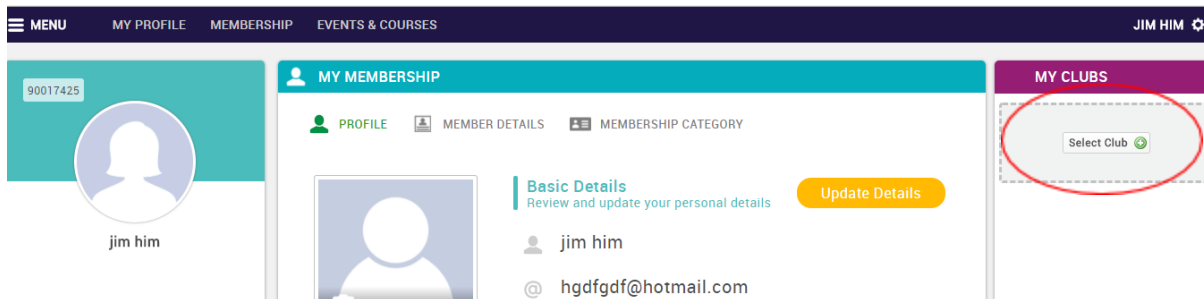 MENU MY PROFILE MEMBERSHIP EVENTS & COURSES JIM HIM
90017425
jim him
MY MEMBERSHIP
PROFILE MEMBER DETAILS MEMBERSHIP CATEGORY
Basic Details
Review and update your personal details
Update Details
jim him
@ hgdfgdf@hotmail.com
MY CLUBS
Select Club